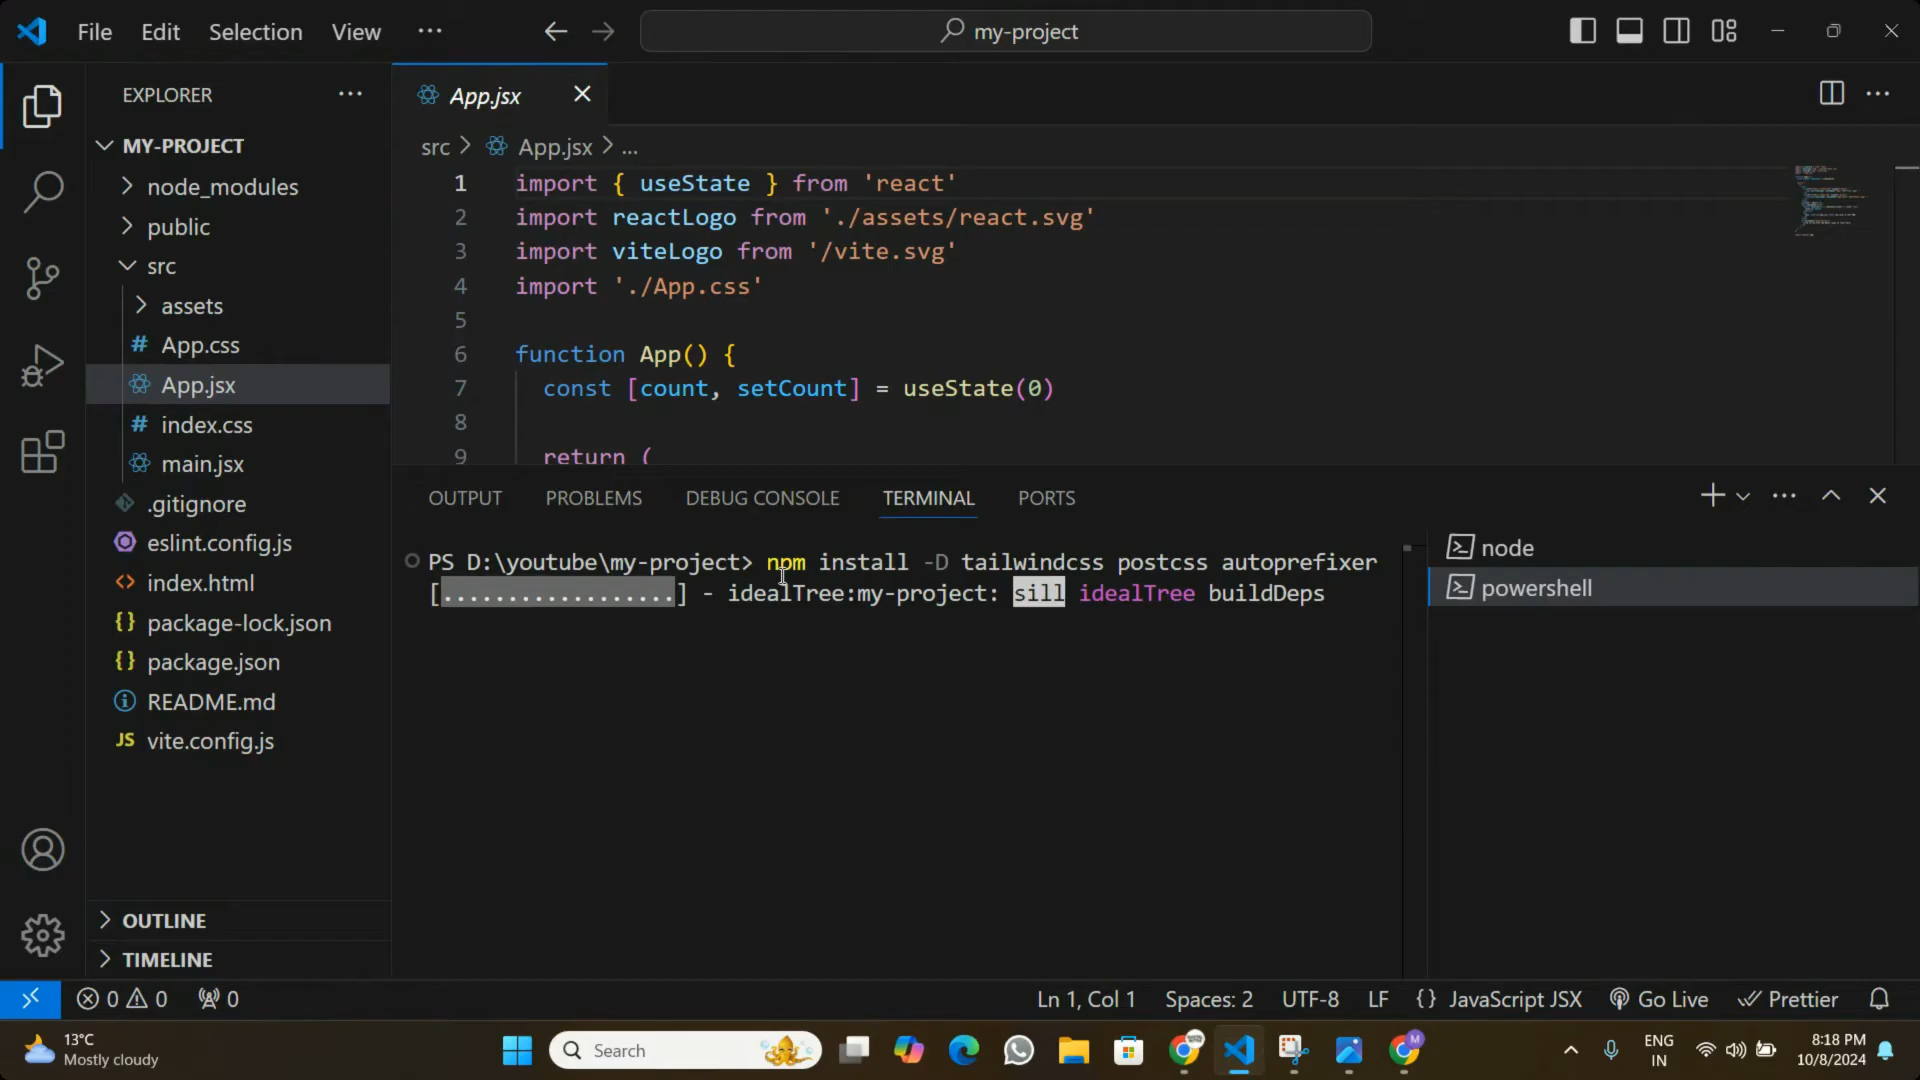 File Edit Selection View ...
my-project
EXPLORER
MY-PROJECT
node_modules
public
src
assets
# App.css
App.jsx
# index.css
main.jsx
.gitignore
eslint.config.js
<> index.html
{} package-lock.json
{} package.json
README.md
JS vite.config.js
OUTLINE
TIMELINE
App.jsx
src > App.jsx > ...
1 import { useState } from 'react'
2 import reactLogo from './assets/react.svg'
3 import viteLogo from '/vite.svg'
4 import './App.css'
5
6 function App() {
7 const [count, setCount] = useState(0)
8
9 return (
OUTPUT PROBLEMS DEBUG CONSOLE TERMINAL PORTS
PS D:\youtube\my-project> npm install -D tailwindcss postcss autoprefixer
[..................] - idealTree:my-project: sill idealTree buildDeps
node
powershell
0 0 0
Ln 1, Col 1 Spaces: 2 UTF-8 LF {} JavaScript JSX Go Live Prettier
13°C
Mostly cloudy
Search
ENG
IN
8:18 PM
10/8/2024